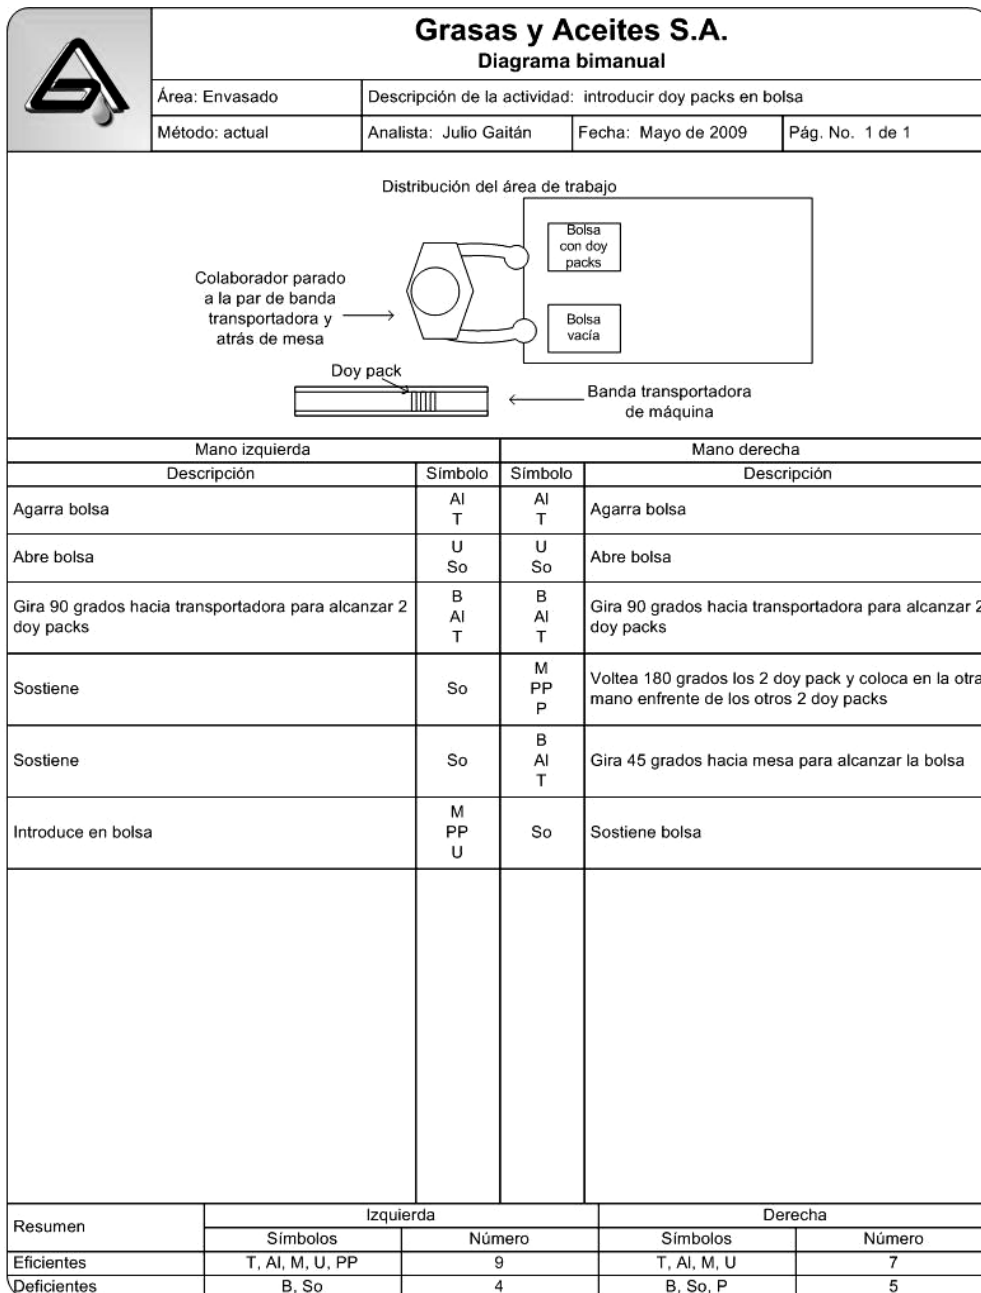 Grasas y Aceites S.A.
Diagrama bimanual
Área: Envasado
Descripción de la actividad: introducir doy packs en bolsa
Método: actual
Analista: Julio Gaitán
Fecha: Mayo de 2009
Pág. No. 1 de 1
Distribución del área de trabajo
Bolsa
con doy
packs
Colaborador parado
a la par de banda
transportadora y
atrás de mesa
Bolsa
vacía
Doy pack
Banda transportadora
de máquina
Mano izquierda
Mano derecha
Descripción
Símbolo
Símbolo
Descripción
Agarra bolsa
Al
T
Al
T
Agarra bolsa
Abre bolsa
U
So
U
So
Abre bolsa
Gira 90 grados hacia transportadora para alcanzar 2
doy packs
B
Al
T
B
Al
T
Gira 90 grados hacia transportadora para alcanzar 2
doy packs
Sostiene
So
M
PP
P
Voltea 180 grados los 2 doy pack y coloca en la otra
mano enfrente de los otros 2 doy packs
Sostiene
So
B
Al
T
Gira 45 grados hacia mesa para alcanzar la bolsa
Introduce en bolsa
M
PP
U
So
Sostiene bolsa
Resumen
Izquierda
Derecha
Símbolos
Número
Símbolos
Número
Eficientes
T, Al, M, U, PP
9
T, Al, M, U
7
Deficientes
B, So
4
B, So, P
5